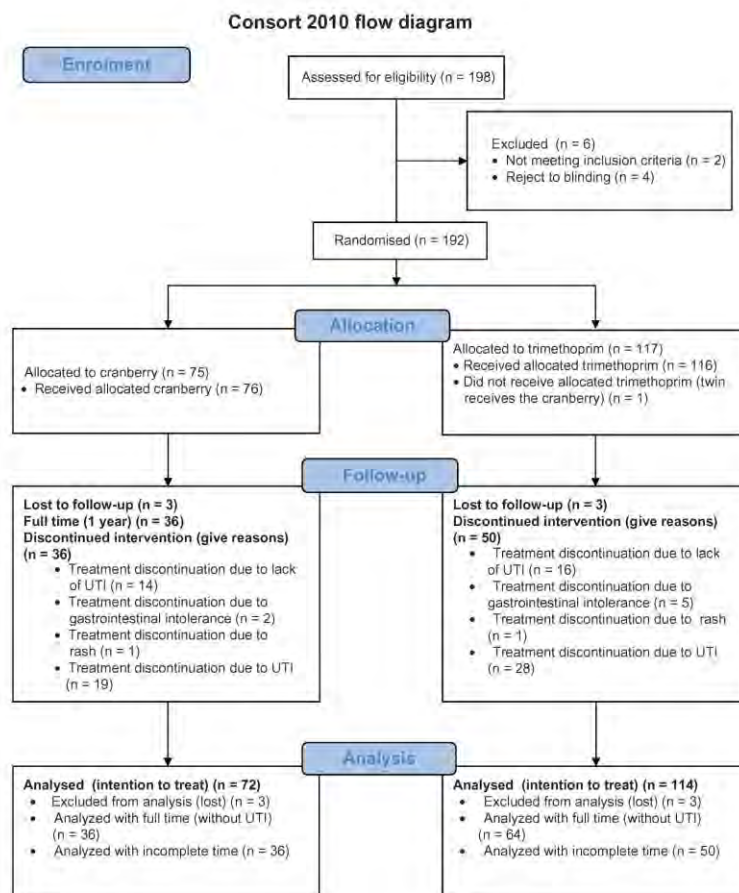 Consort 2010 flow diagram
Enrolment
Assessed for eligibility (n = 198)
Excluded (n = 6)
• Not meeting inclusion criteria (n = 2)
• Reject to blinding (n = 4)
Randomised (n = 192)
Allocation
Allocated to cranberry (n = 75)
• Received allocated cranberry (n = 76)
Allocated to trimethoprim (n = 117)
• Received allocated trimethoprim (n = 116)
• Did not receive allocated trimethoprim (twin
receives the cranberry) (n = 1)
Follow-up
Lost to follow-up (n = 3)
Full time (1 year) (n = 36)
Discontinued intervention (give reasons)
(n = 36)
• Treatment discontinuation due to lack
of UTI (n = 14)
• Treatment discontinuation due to
gastrointestinal intolerance (n = 2)
• Treatment discontinuation due to
rash (n = 1)
• Treatment discontinuation due to UTI
(n = 19)
Lost to follow-up (n = 3)
Discontinued intervention (give reasons)
(n = 50)
• Treatment discontinuation due to lack
of UTI (n = 16)
• Treatment discontinuation due to
gastrointestinal intolerance (n = 5)
• Treatment discontinuation due to rash
(n = 1)
• Treatment discontinuation due to UTI
(n = 28)
Analysis
Analysed (intention to treat) (n = 72)
• Excluded from analysis (lost) (n = 3)
• Analyzed with full time (without UTI)
(n = 36)
• Analyzed with incomplete time (n = 36)
Analysed (intention to treat) (n = 114)
• Excluded from analysis (lost) (n = 3)
• Analyzed with full time (without UTI)
(n = 64)
• Analyzed with incomplete time (n = 50)